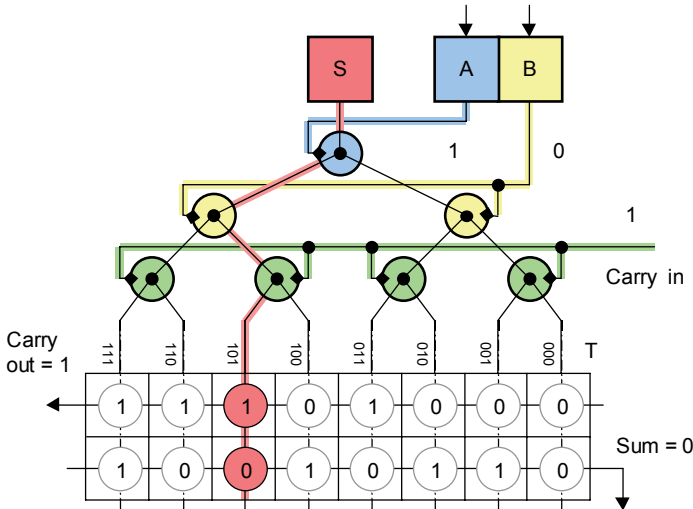 S A B
1 0
1
Carry in
Carry
out = 1
111 110 101 100 011 010 001 000 T
1 1 1 0 1 0 0 0
Sum = 0
1 0 0 1 0 1 1 0